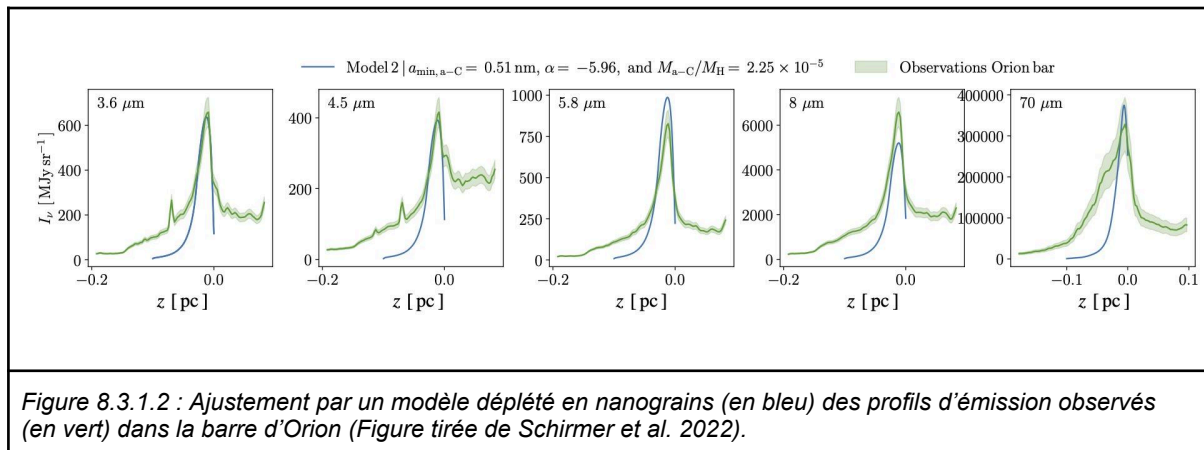 Model 2 | a_min, a−C = 0.51 nm, α = −5.96, and M_a−C/M_H = 2.25 × 10⁻⁵
Observations Orion bar
3.6 μm
4.5 μm
5.8 μm
8 μm
70 μm
I_ν [MJy sr⁻¹]
600
400
200
0
400
200
0
1000
750
500
250
0
6000
4000
2000
0
400000
300000
200000
100000
0
−0.2 0.0
−0.2 0.0
−0.2 0.0
−0.2 0.0
−0.1 0.0 0.1
z [pc]
z [pc]
z [pc]
z [pc]
z [pc]
Figure 8.3.1.2 : Ajustement par un modèle déplété en nanograins (en bleu) des profils d’émission observés
(en vert) dans la barre d’Orion (Figure tirée de Schirmer et al. 2022).